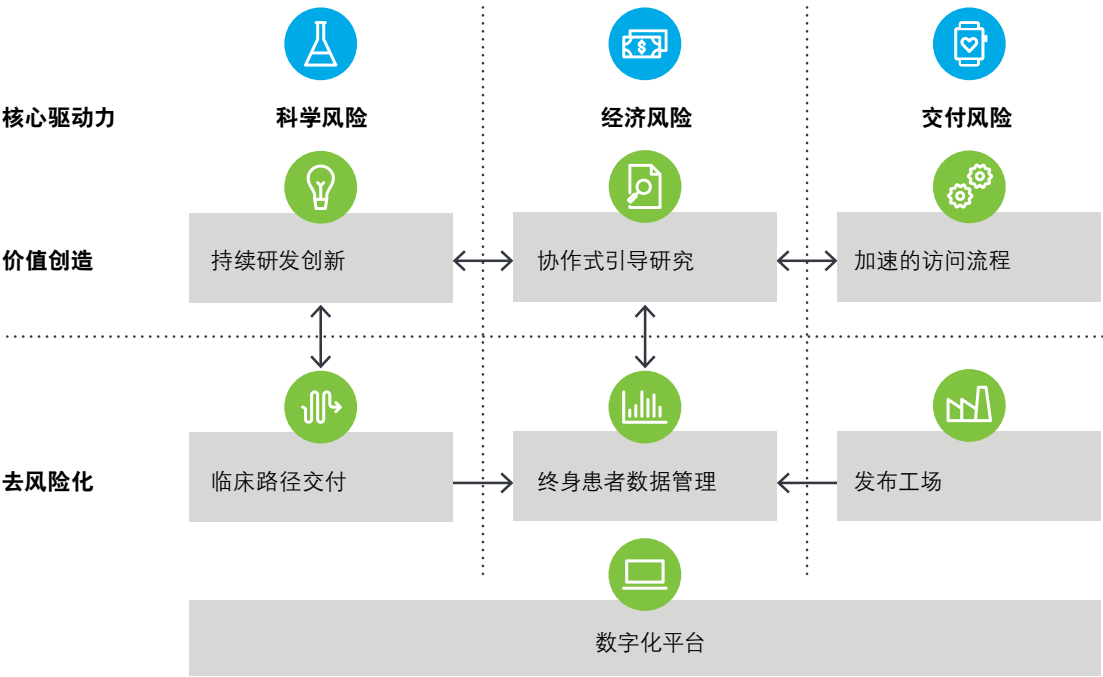 核心驱动力
科学风险
经济风险
交付风险
价值创造
持续研发创新
协作式引导研究
加速的访问流程
去风险化
临床路径交付
终身患者数据管理
发布工场
数字化平台